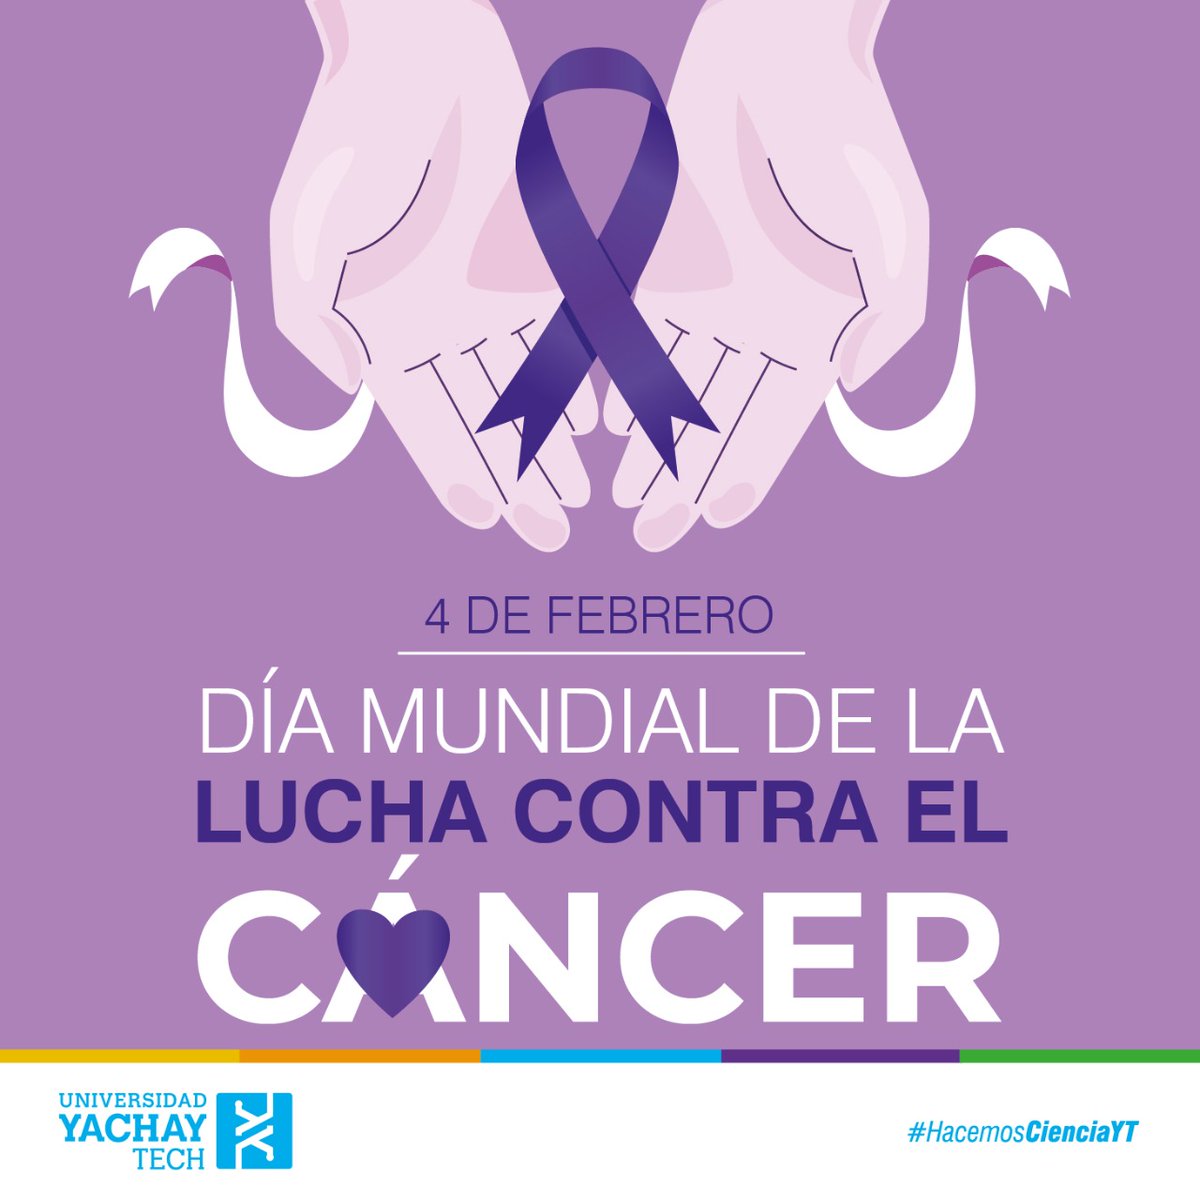 4 DE FEBRERO
DÍA MUNDIAL DE LA
LUCHA CONTRA EL
CÁNCER
UNIVERSIDAD
YACHAY
TECH
#HacemosCienciaYT